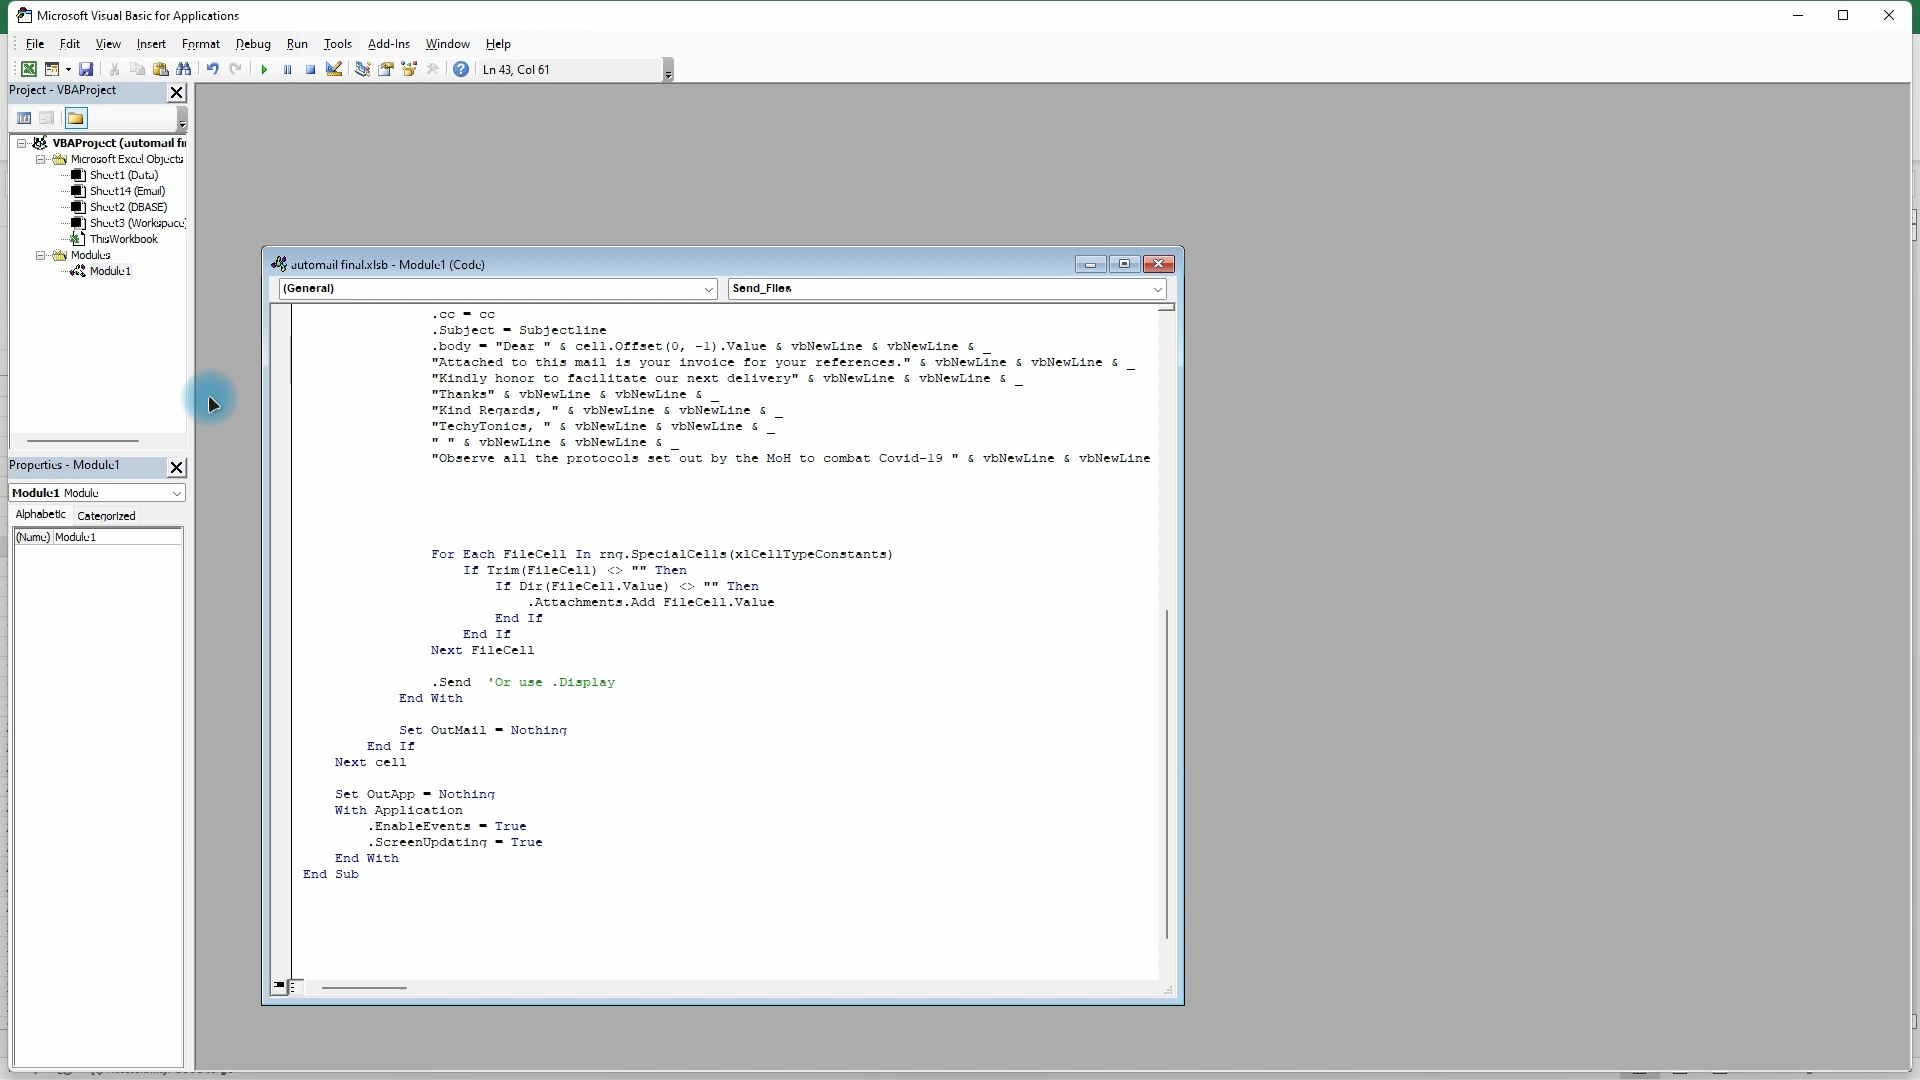 Microsoft Visual Basic for Applications
File Edit View Insert Format Debug Run Tools Add-Ins Window Help
Ln 43, Col 61
Project - VBAProject
VBAProject (automail fi
Microsoft Excel Objects
Sheet1 (Data)
Sheet14 (Email)
Sheet2 (DBASE)
Sheet3 (Workspace)
ThisWorkbook
Modules
Module1
Properties - Module1
Module1 Module
Alphabetic Categorized
(Name) Module1
automail final.xlsb - Module1 (Code)
(General) Send_Files
.cc = cc
.Subject = Subjectline
.body = "Dear " & cell.Offset(0, -1).Value & vbNewLine & vbNewLine & _
"Attached to this mail is your invoice for your references." & vbNewLine & vbNewLine & _
"Kindly honor to facilitate our next delivery" & vbNewLine & vbNewLine & _
"Thanks" & vbNewLine & vbNewLine & _
"Kind Regards, " & vbNewLine & vbNewLine & _
"TechyTonics, " & vbNewLine & vbNewLine & _
" " & vbNewLine & vbNewLine & _
"Observe all the protocols set out by the MoH to combat Covid-19 " & vbNewLine & vbNewLine
For Each FileCell In rng.SpecialCells(xlCellTypeConstants)
If Trim(FileCell) <> "" Then
If Dir(FileCell.Value) <> "" Then
.Attachments.Add FileCell.Value
End If
End If
Next FileCell
.Send 'Or use .Display
End With
Set OutMail = Nothing
End If
Next cell
Set OutApp = Nothing
With Application
.EnableEvents = True
.ScreenUpdating = True
End With
End Sub